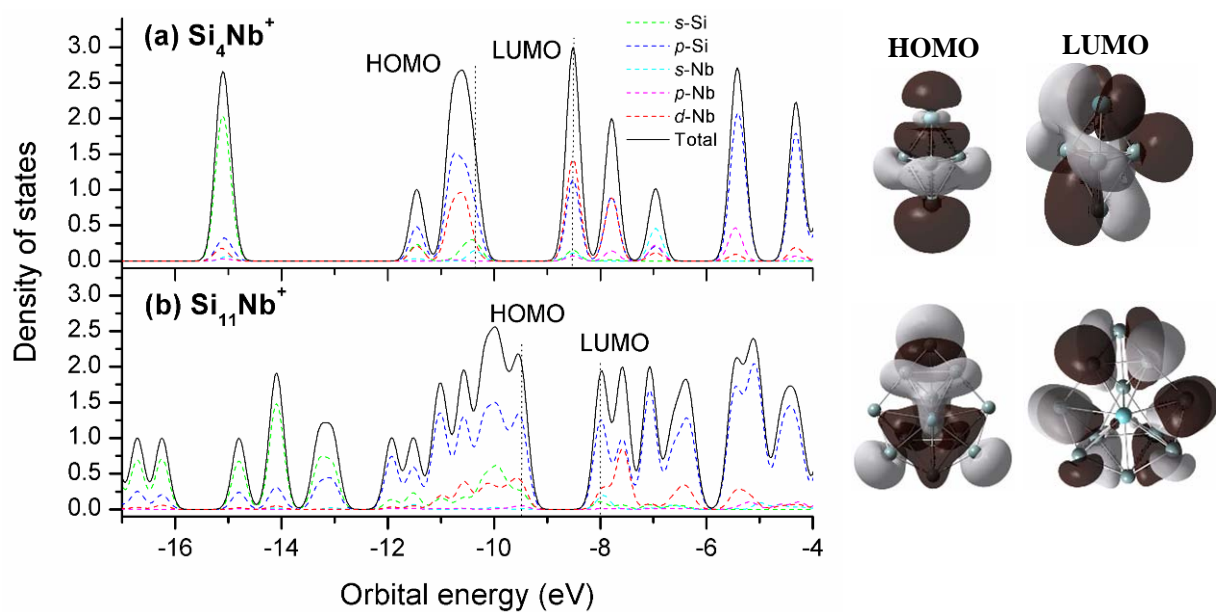 (a) Si4Nb+
HOMO
LUMO
s-Si
p-Si
s-Nb
p-Nb
d-Nb
Total
3.0
2.5
2.0
1.5
1.0
0.5
0.0
(b) Si11Nb+
HOMO
LUMO
3.0
2.5
2.0
1.5
1.0
0.5
0.0
Density of states
-16
-14
-12
-10
-8
-6
-4
Orbital energy (eV)
HOMO LUMO